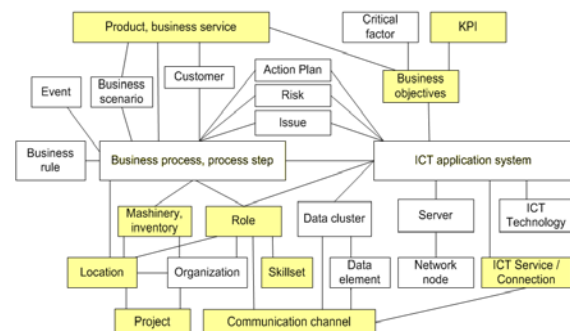 Product, business service
Critical
factor
KPI
Event
Business
scenario
Customer
Action Plan
Risk
Issue
Business
objectives
Business
rule
Business process, process step
ICT application system
Mashinery,
inventory
Role
Data cluster
Server
ICT
Technology
Location
Organization
Skillset
Data
element
Network
node
ICT Service /
Connection
Project
Communication channel